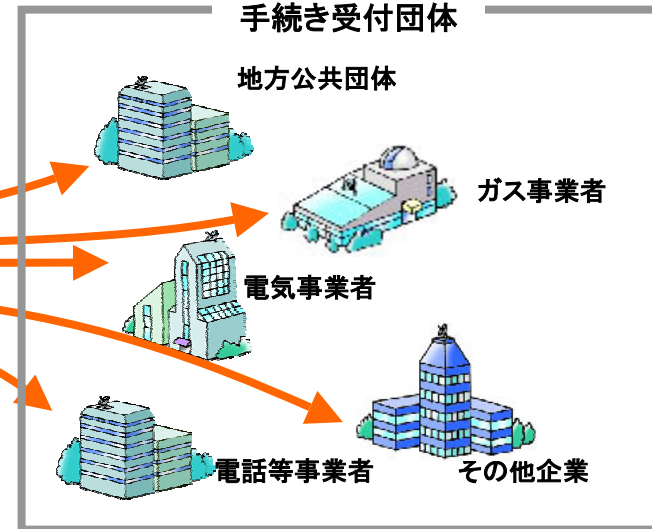 手続き受付団体
地方公共団体
ガス事業者
電気事業者
電話等事業者
その他企業